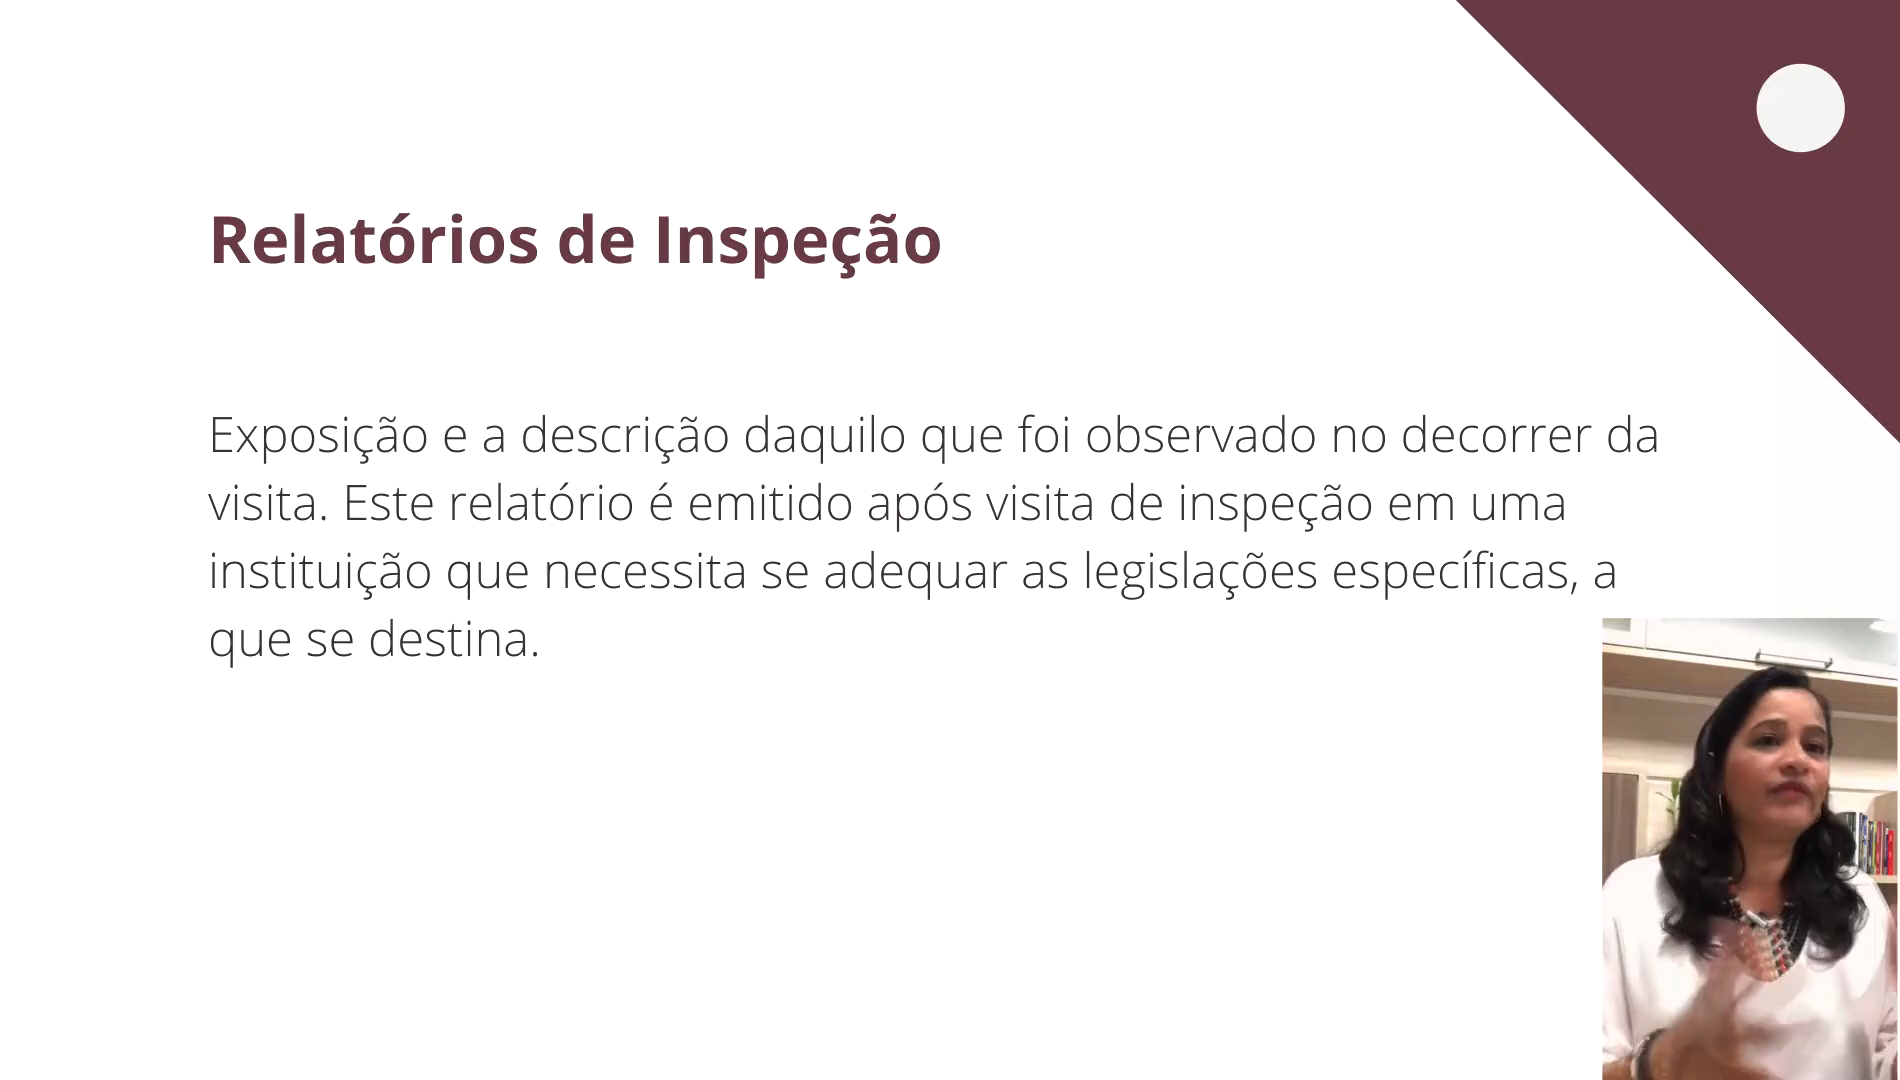 Relatórios de Inspeção
Exposição e a descrição daquilo que foi observado no decorrer da
visita. Este relatório é emitido após visita de inspeção em uma
instituição que necessita se adequar as legislações específicas, a
que se destina.